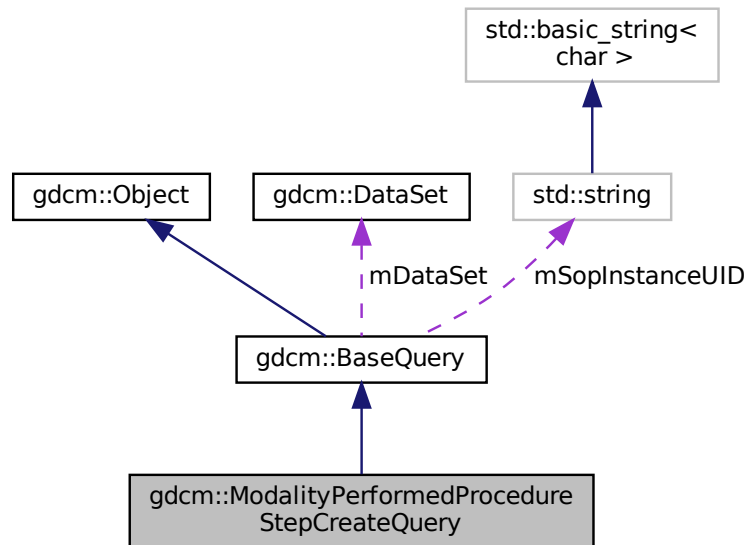 std::basic_string<
char >
gdcm::Object
gdcm::DataSet
std::string
mDataSet
mSopInstanceUID
gdcm::BaseQuery
gdcm::ModalityPerformedProcedure
StepCreateQuery